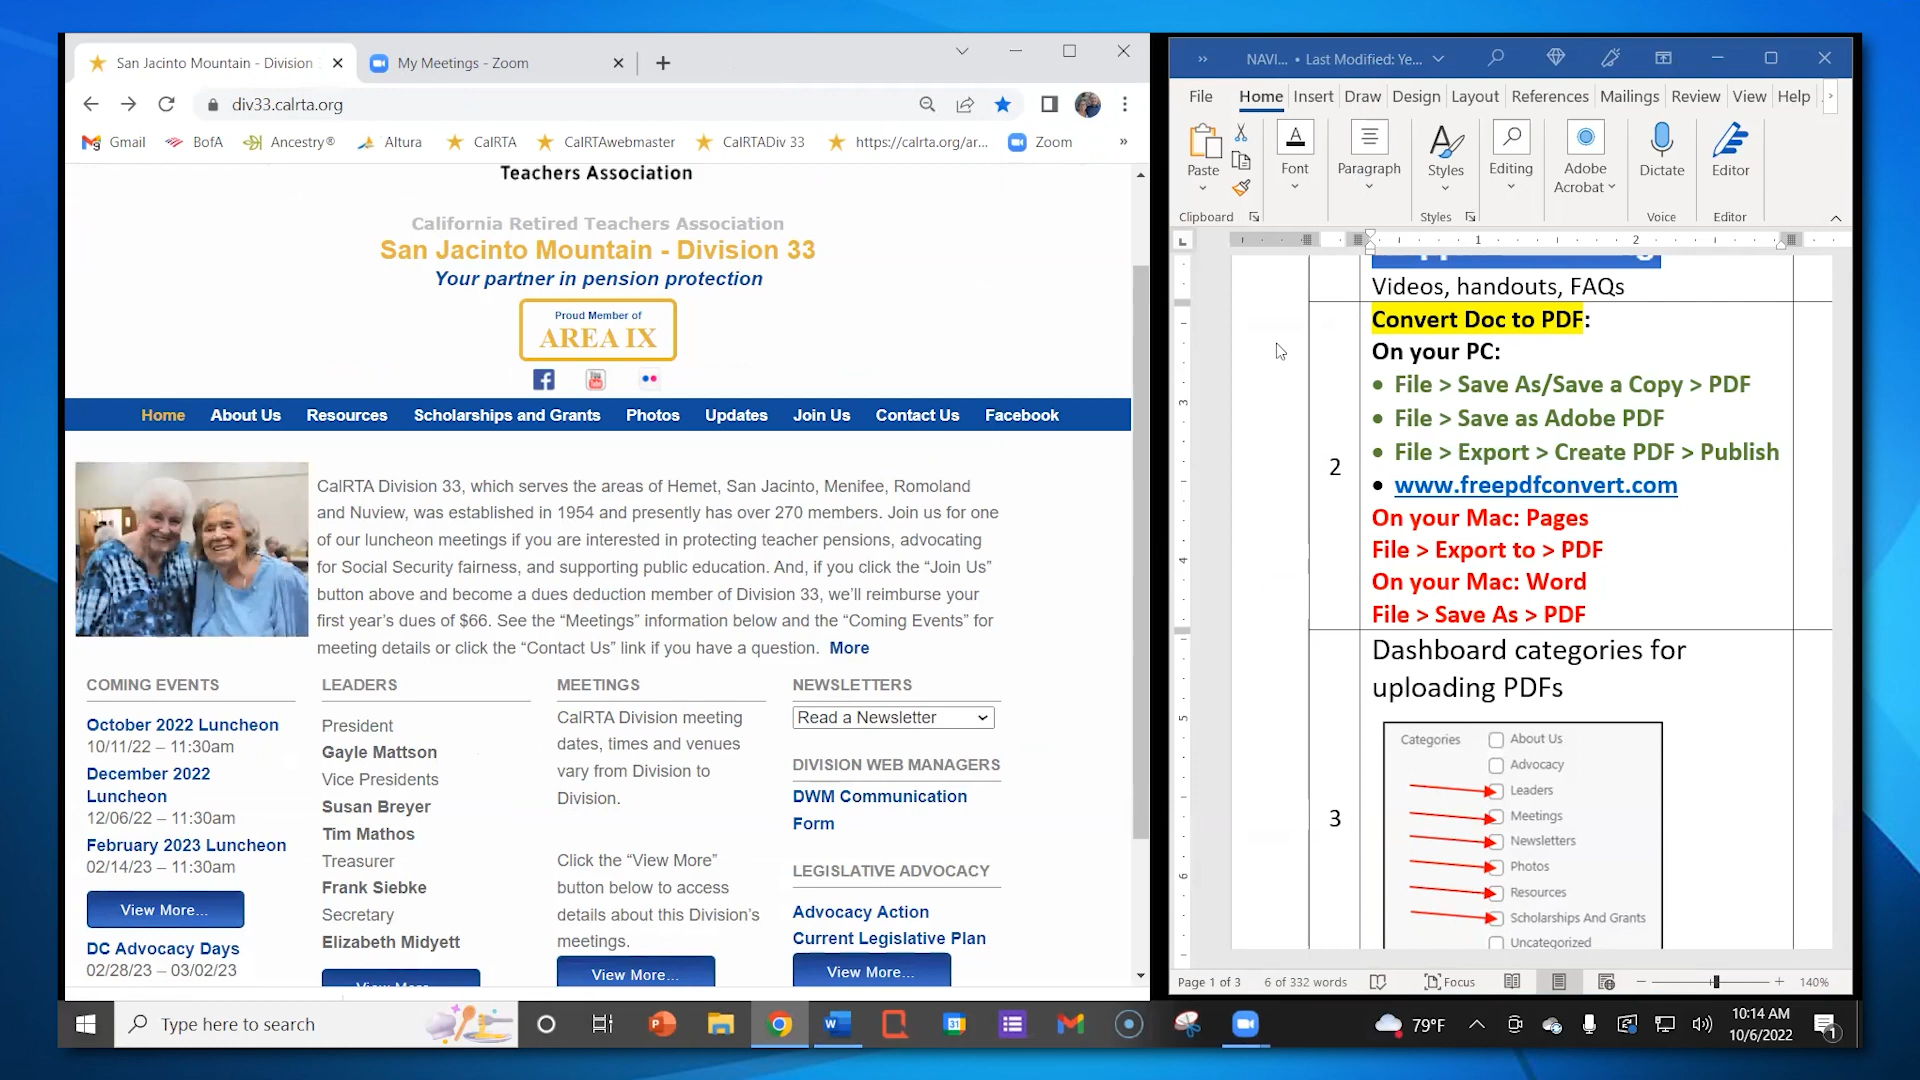 San Jacinto Mountain - Division
My Meetings - Zoom
div33.calrta.org
Gmail
BofA
Ancestry®
Altura
CalRTA
CalRTAwebmaster
CalRTADiv 33
https://calrta.org/ar...
Zoom
»
Teachers Association
California Retired Teachers Association
San Jacinto Mountain - Division 33
Your partner in pension protection
Proud Member of
AREA IX
Home About Us Resources Scholarships and Grants Photos Updates Join Us Contact Us Facebook
CalRTA Division 33, which serves the areas of Hemet, San Jacinto, Menifee, Romoland
and Nuview, was established in 1954 and presently has over 270 members. Join us for one
of our luncheon meetings if you are interested in protecting teacher pensions, advocating
for Social Security fairness, and supporting public education. And, if you click the “Join Us”
button above and become a dues deduction member of Division 33, we’ll reimburse your
first year’s dues of $66. See the “Meetings” information below and the “Coming Events” for
meeting details or click the “Contact Us” link if you have a question. More
COMING EVENTS
October 2022 Luncheon
10/11/22 – 11:30am
December 2022
Luncheon
12/06/22 – 11:30am
February 2023 Luncheon
02/14/23 – 11:30am
View More...
DC Advocacy Days
02/28/23 – 03/02/23
LEADERS
President
Gayle Mattson
Vice Presidents
Susan Breyer
Tim Mathos
Treasurer
Frank Siebke
Secretary
Elizabeth Midyett
View More...
MEETINGS
CalRTA Division meeting
dates, times and venues
vary from Division to
Division.
Click the “View More”
button below to access
details about this Division’s
meetings.
View More...
NEWSLETTERS
Read a Newsletter
DIVISION WEB MANAGERS
DWM Communication
Form
LEGISLATIVE ADVOCACY
Advocacy Action
Current Legislative Plan
View More...
» NAVI... • Last Modified: Ye...
File Home Insert Draw Design Layout References Mailings Review View Help
Paste
Font
Paragraph
Styles
Editing
Adobe
Acrobat
Dictate
Editor
Clipboard
Styles
Voice
Editor
1 2
3
4
5
6
Videos, handouts, FAQs
2
Convert Doc to PDF:
On your PC:
• File > Save As/Save a Copy > PDF
• File > Save as Adobe PDF
• File > Export > Create PDF > Publish
• www.freepdfconvert.com
On your Mac: Pages
File > Export to > PDF
On your Mac: Word
File > Save As > PDF
3
Dashboard categories for
uploading PDFs
Categories
About Us
Advocacy
Leaders
Meetings
Newsletters
Photos
Resources
Scholarships And Grants
Uncategorized
Page 1 of 3 6 of 332 words Focus 140%
Type here to search
79°F
10:14 AM
10/6/2022
1